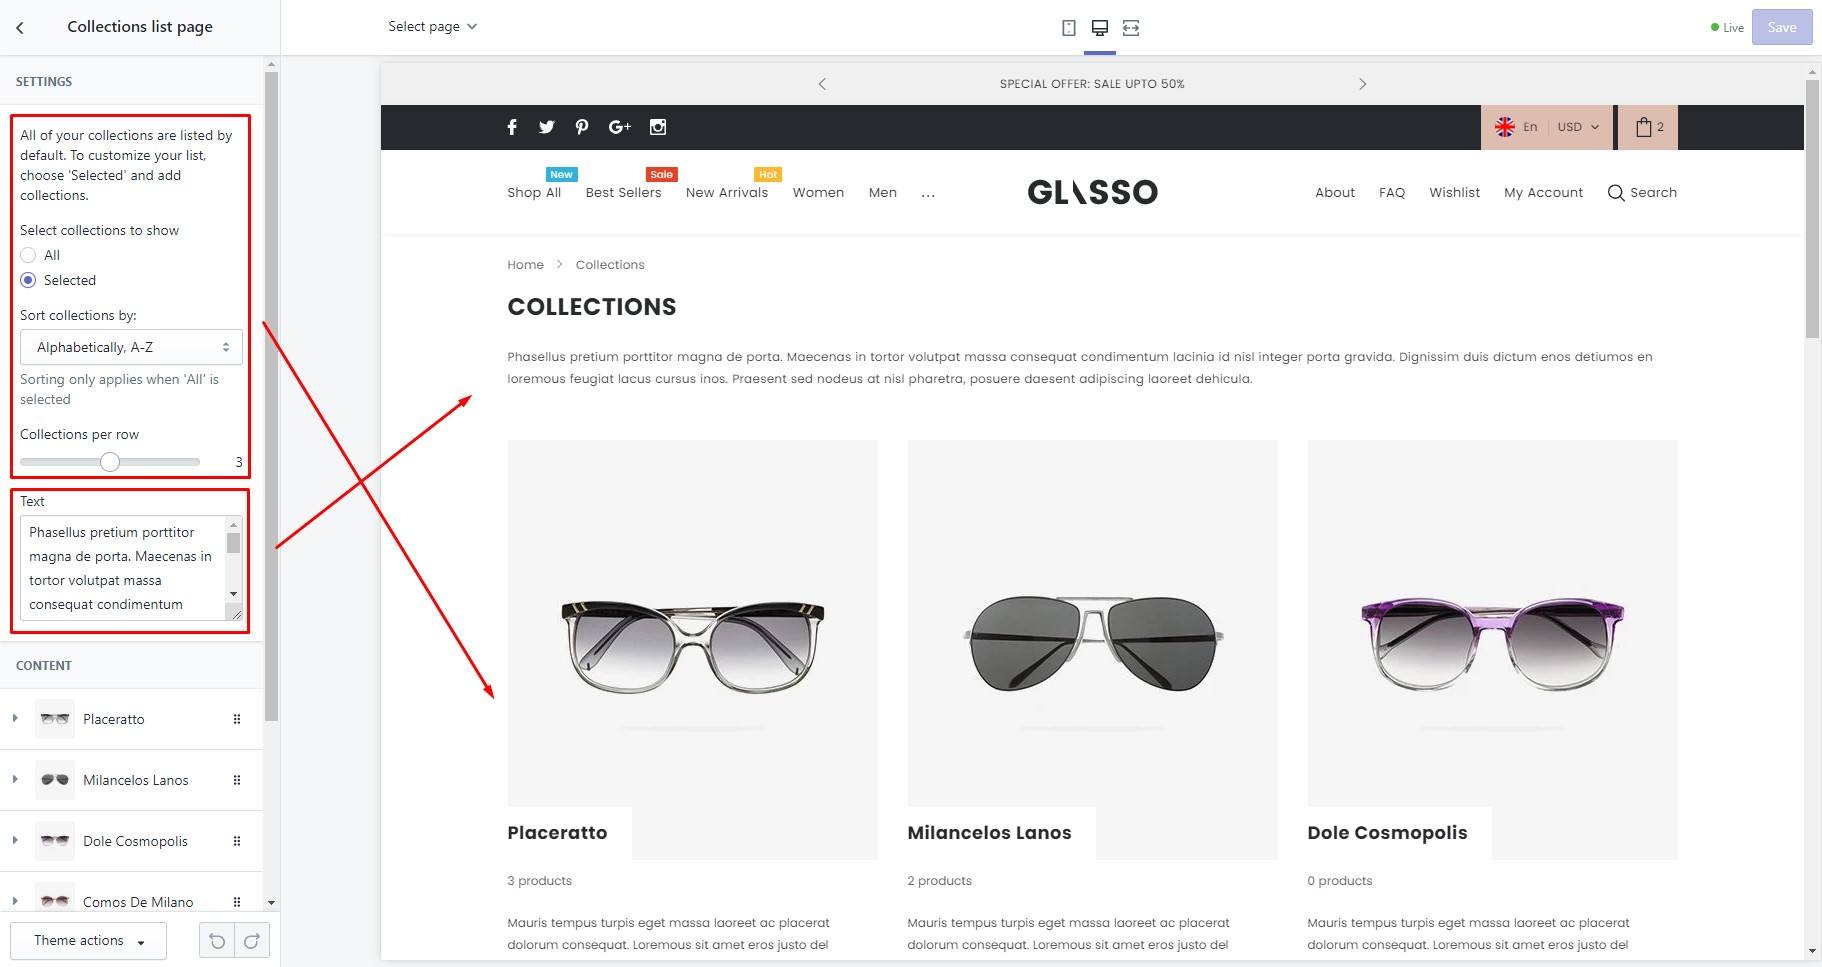 Collections list page
Select page
Live
Save
SETTINGS
All of your collections are listed by
default. To customize your list,
choose 'Selected' and add
collections.
Select collections to show
All
Selected
Sort collections by:
Alphabetically, A-Z
Sorting only applies when 'All' is
selected
Collections per row
3
Text
Phasellus pretium porttitor
magna de porta. Maecenas in
tortor volutpat massa
consequat condimentum
CONTENT
Placeratto
Milancelos Lanos
Dole Cosmopolis
Comos De Milano
Theme actions
SPECIAL OFFER: SALE UPTO 50%
En USD 2
New Sale Hot
Shop All Best Sellers New Arrivals Women Men ...
GLASSO
About FAQ Wishlist My Account Search
Home Collections
COLLECTIONS
Phasellus pretium porttitor magna de porta. Maecenas in tortor volutpat massa consequat condimentum lacinia id nisl integer porta gravida. Dignissim duis dictum enos detiumos en
loremous feugiat lacus cursus inos. Praesent sed nodeus at nisl pharetra, posuere daesent adipiscing laoreet dehicula.
Placeratto
3 products
Mauris tempus turpis eget massa laoreet ac placerat
dolorum consequat. Loremous sit amet eros justo del
Milancelos Lanos
2 products
Mauris tempus turpis eget massa laoreet ac placerat
dolorum consequat. Loremous sit amet eros justo del
Dole Cosmopolis
0 products
Mauris tempus turpis eget massa laoreet ac placerat
dolorum consequat. Loremous sit amet eros justo del